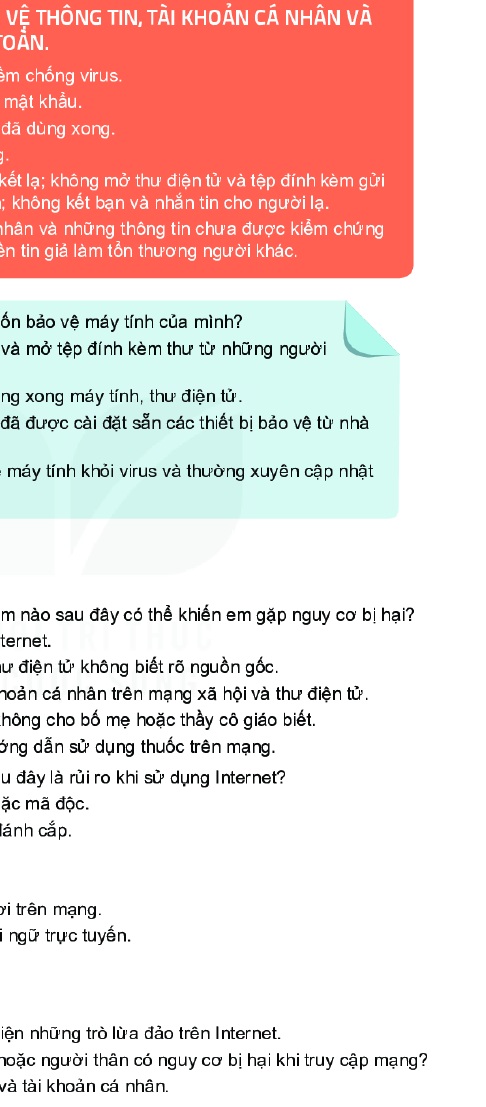 VỆ THÔNG TIN, TÀI KHOẢN CÁ NHÂN VÀ
TOÀN.
ềm chống virus.
mật khẩu.
đã dùng xong.
g.
kết lạ; không mở thư điện tử và tệp đính kèm gửi
; không kết bạn và nhắn tin cho người lạ.
nhân và những thông tin chưa được kiểm chứng
ền tin giả làm tổn thương người khác.
ốn bảo vệ máy tính của mình?
và mở tệp đính kèm thư từ những người
ng xong máy tính, thư điện tử.
đã được cài đặt sẵn các thiết bị bảo vệ từ nhà
máy tính khỏi virus và thường xuyên cập nhật
m nào sau đây có thể khiến em gặp nguy cơ bị hại?
ternet.
TRI THỨC
ư điện tử không biết rõ nguồn gốc.
hoản cá nhân trên mạng xã hội và thư điện tử.
không cho bố mẹ hoặc thầy cô giáo biết.
ớng dẫn sử dụng thuốc trên mạng.
u đây là rủi ro khi sử dụng Internet?
ặc mã độc.
đánh cắp.
ời trên mạng.
i ngữ trực tuyến.
iện những trò lừa đảo trên Internet.
hoặc người thân có nguy cơ bị hại khi truy cập mạng?
và tài khoản cá nhân.